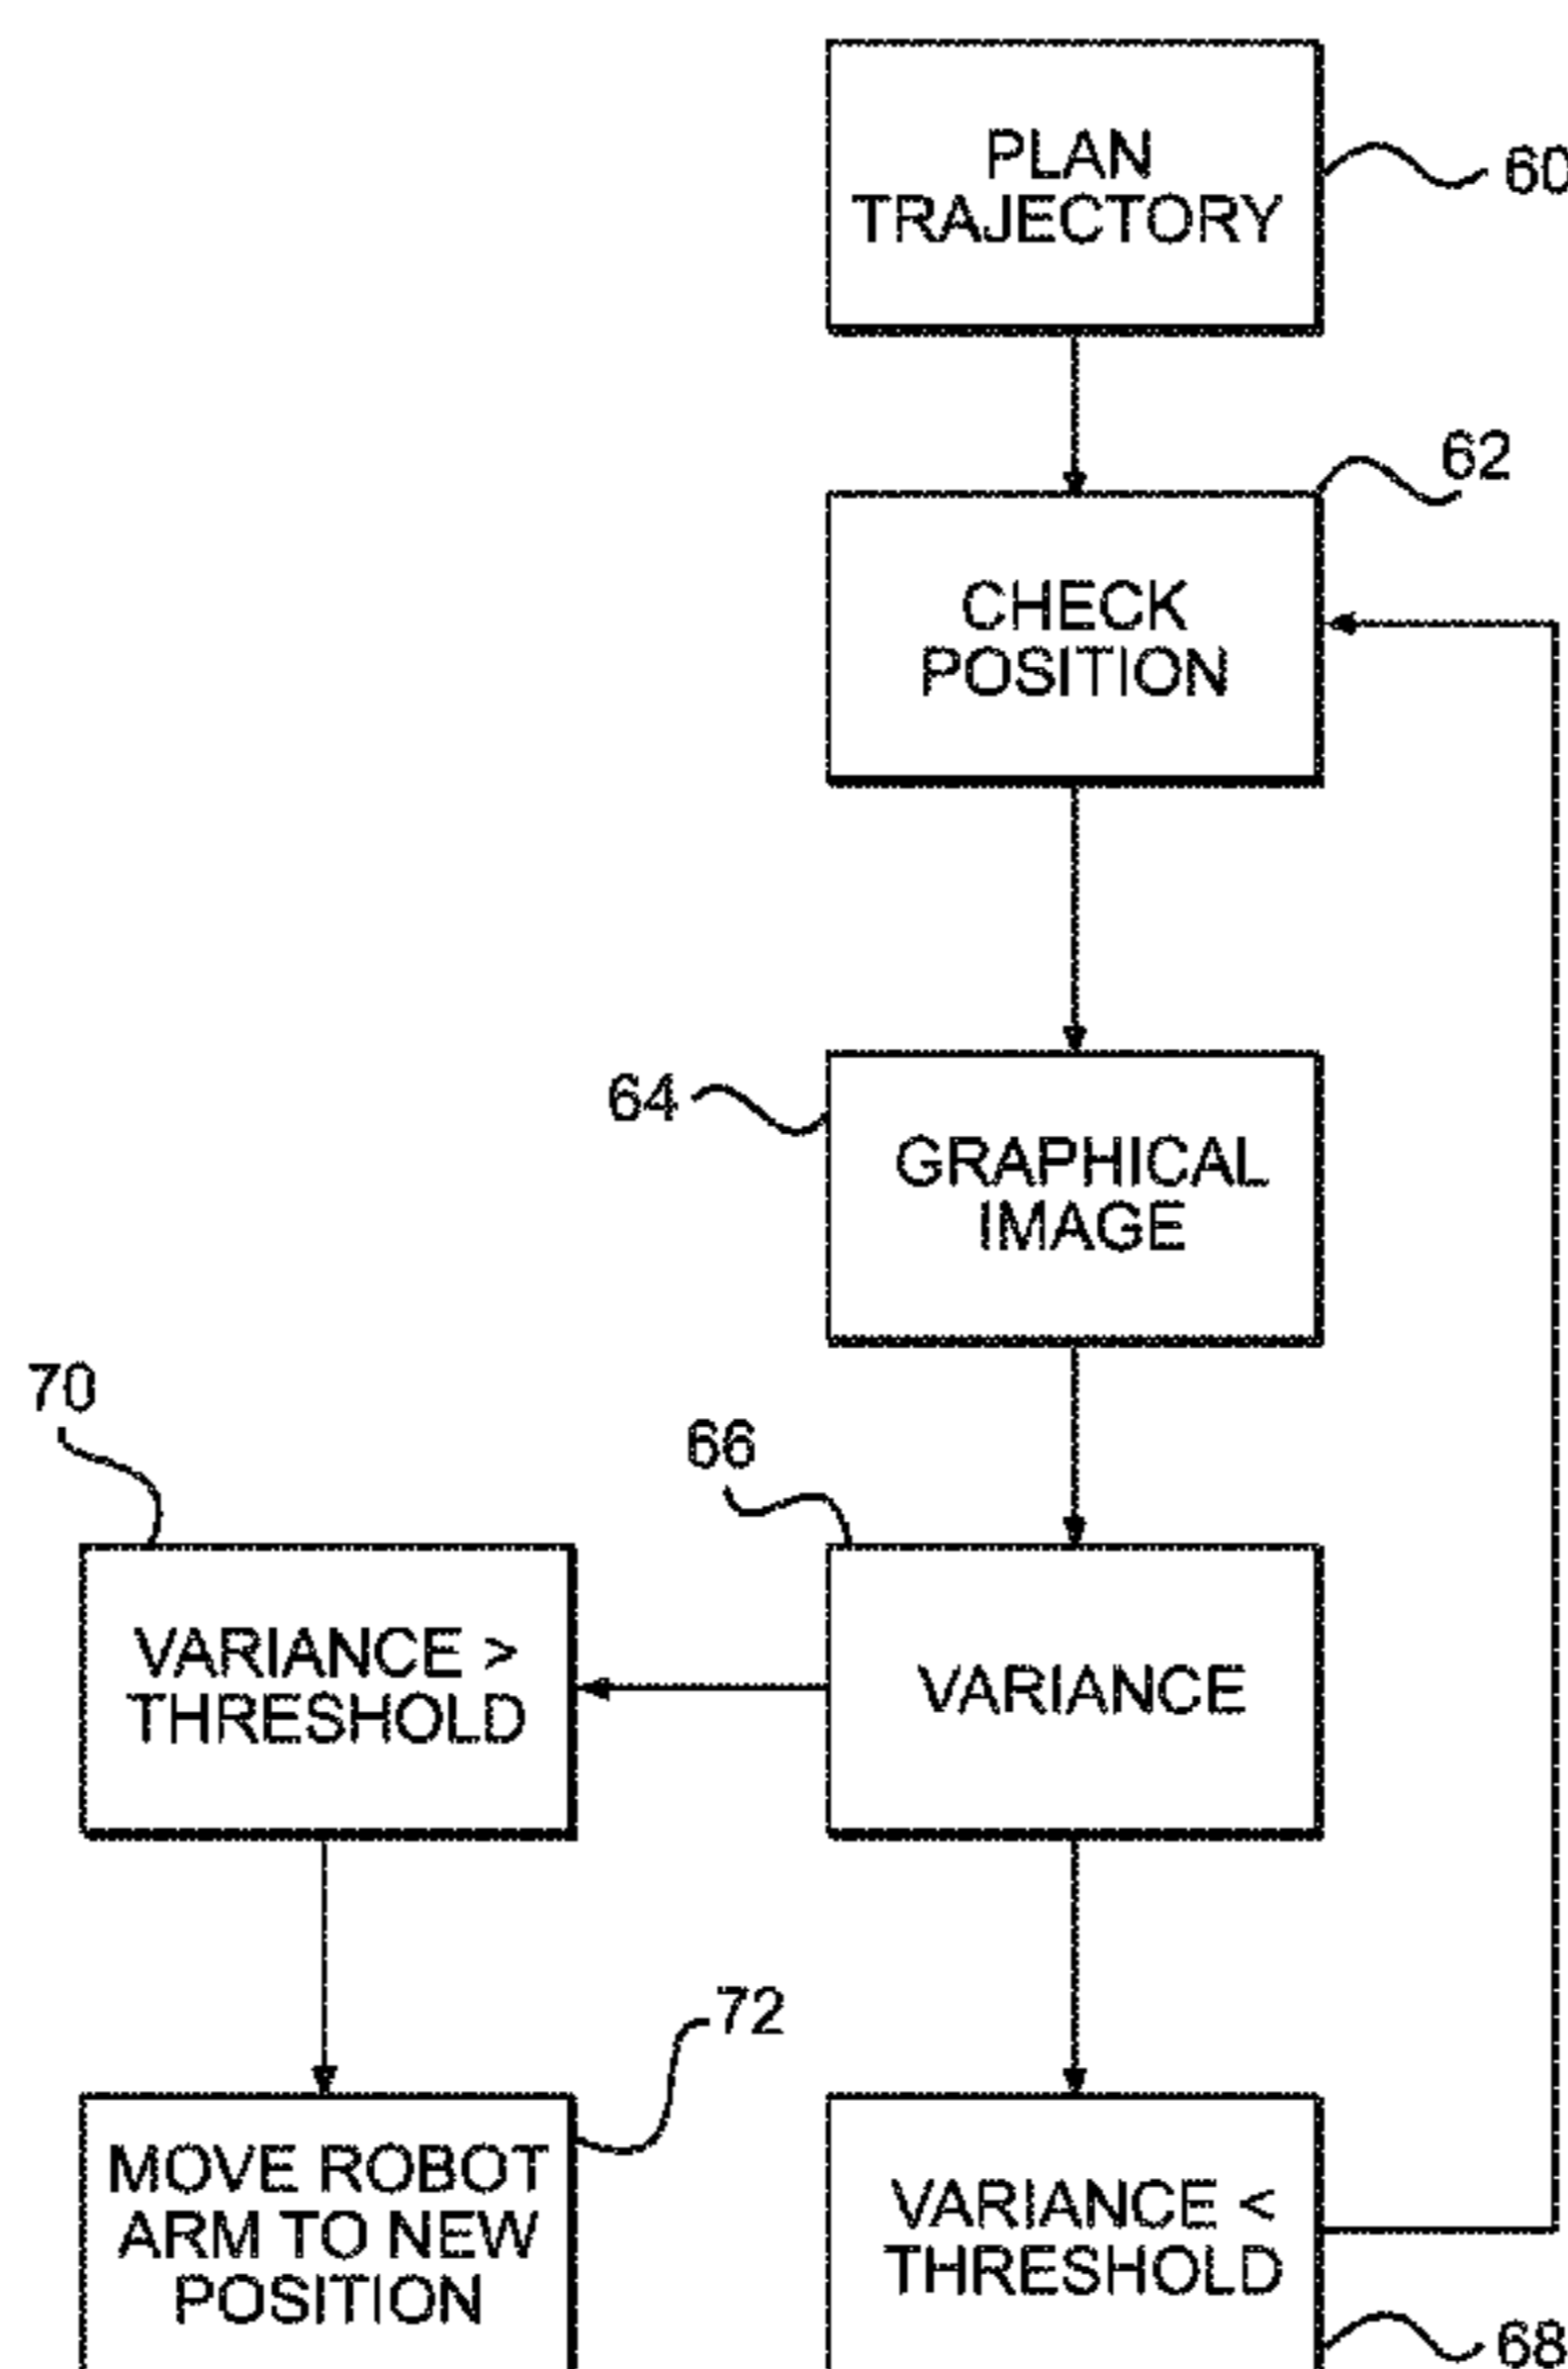 PLAN
TRAJECTORY
60
62
CHECK
POSITION
64
GRAPHICAL
IMAGE
70
66
VARIANCE >
THRESHOLD
VARIANCE
72
MOVE ROBOT
ARM TO NEW
POSITION
VARIANCE <
THRESHOLD
68